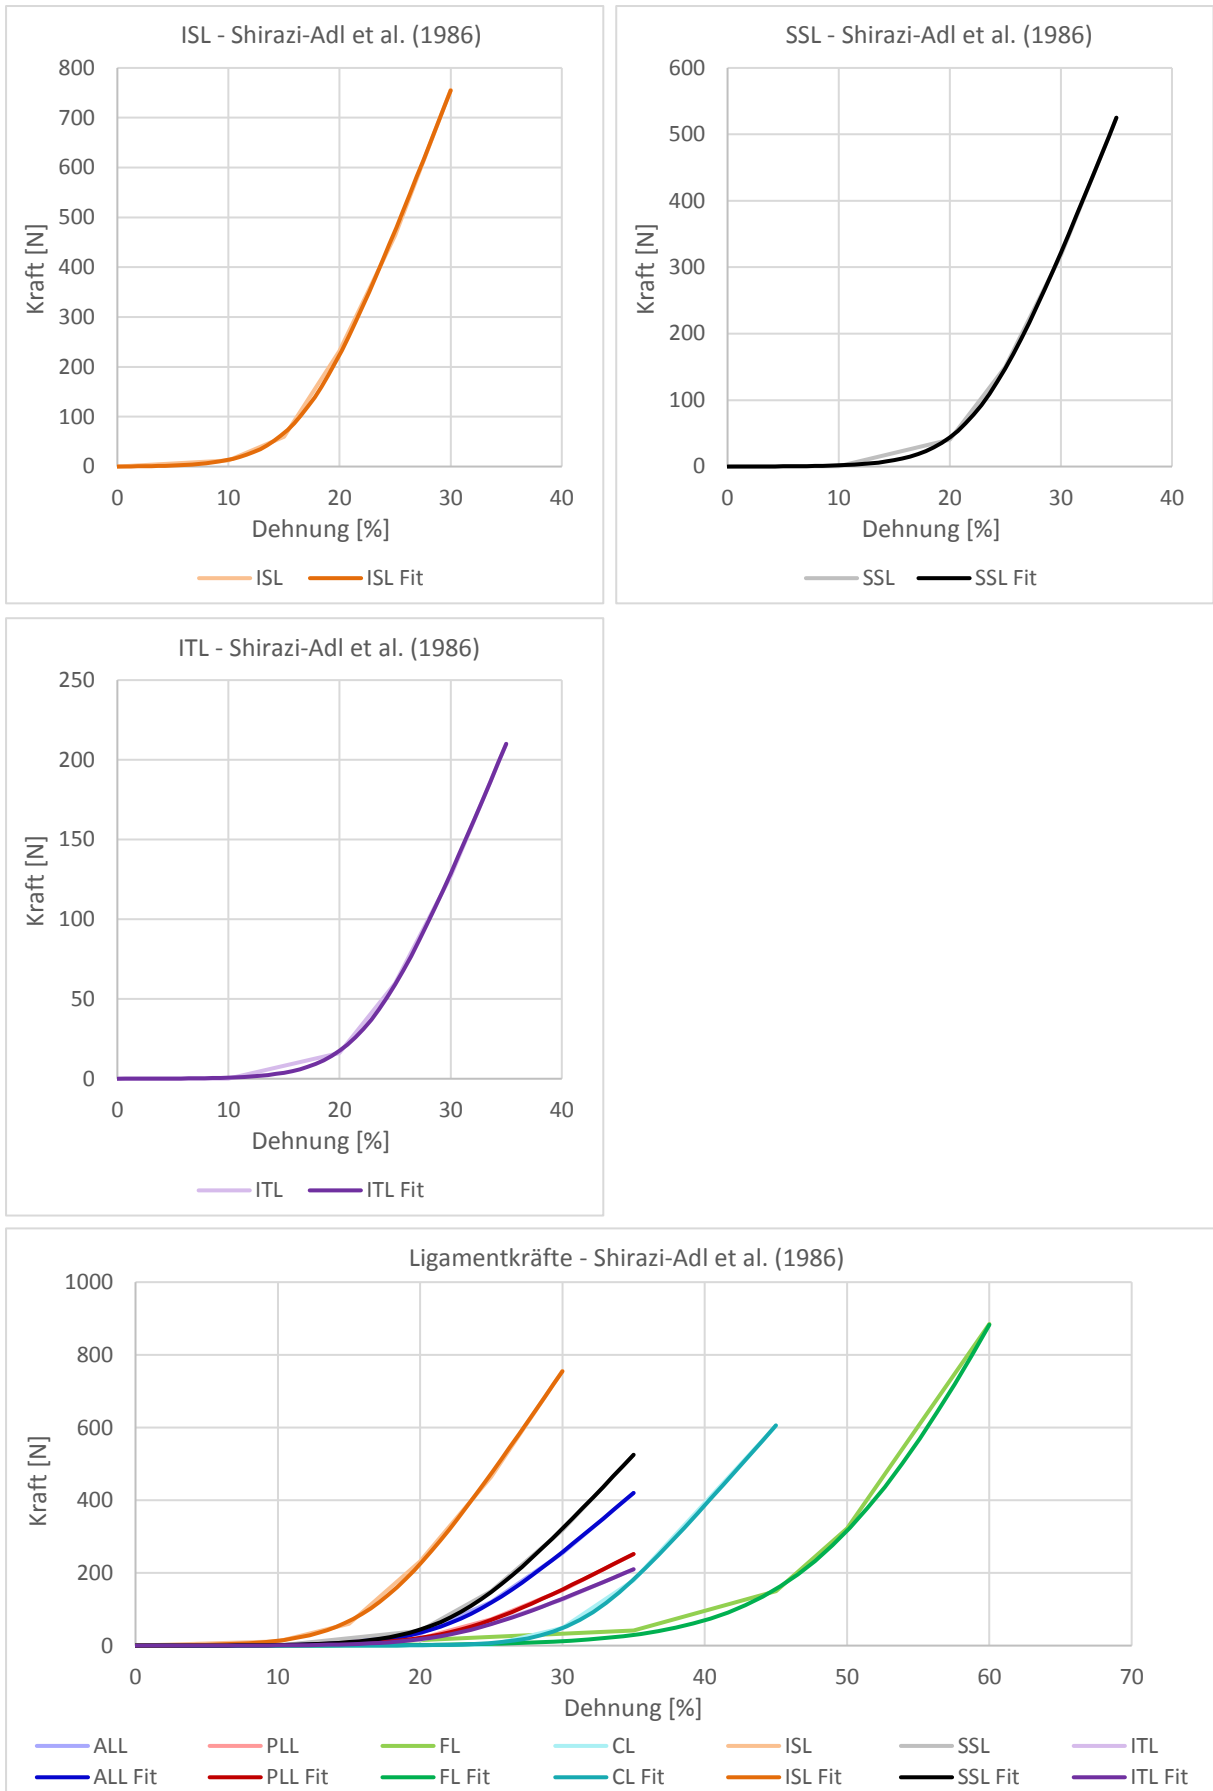 ISL - Shirazi-Adl et al. (1986)
800
700
600
500
400
300
200
100
0
Kraft [N]
0 10 20 30 40
Dehnung [%]
ISL ISL Fit
SSL - Shirazi-Adl et al. (1986)
600
500
400
300
200
100
0
Kraft [N]
0 10 20 30 40
Dehnung [%]
SSL SSL Fit
ITL - Shirazi-Adl et al. (1986)
250
200
150
100
50
0
Kraft [N]
0 10 20 30 40
Dehnung [%]
ITL ITL Fit
Ligamentkräfte - Shirazi-Adl et al. (1986)
1000
800
600
400
200
0
Kraft [N]
0 10 20 30 40 50 60 70
Dehnung [%]
ALL PLL FL CL ISL SSL ITL
ALL Fit PLL Fit FL Fit CL Fit ISL Fit SSL Fit ITL Fit